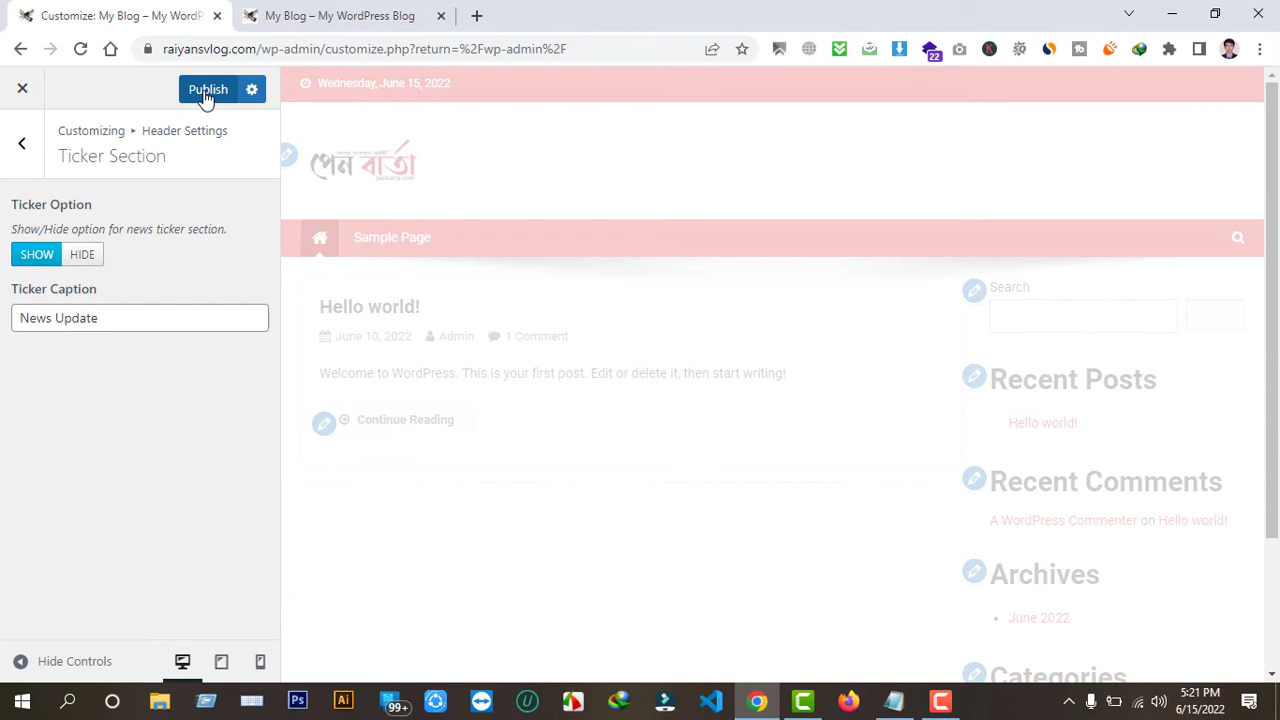 Customize: My Blog – My WordP
My Blog – My WordPress Blog
raiyansvlog.com/wp-admin/customize.php?return=%2Fwp-admin%2F
22
Publish
Customizing ▸ Header Settings
Ticker Section
Ticker Option
Show/Hide option for news ticker section.
SHOW HIDE
Ticker Caption
News Update
Hide Controls
Wednesday, June 15, 2022
পেন বার্তা
Sample Page
Hello world!
June 10, 2022 Admin 1 Comment
Welcome to WordPress. This is your first post. Edit or delete it, then start writing!
Continue Reading
Search
Recent Posts
Hello world!
Recent Comments
A WordPress Commenter on Hello world!
Archives
June 2022
Categories
Ps
Ai
99+
5:21 PM
6/15/2022